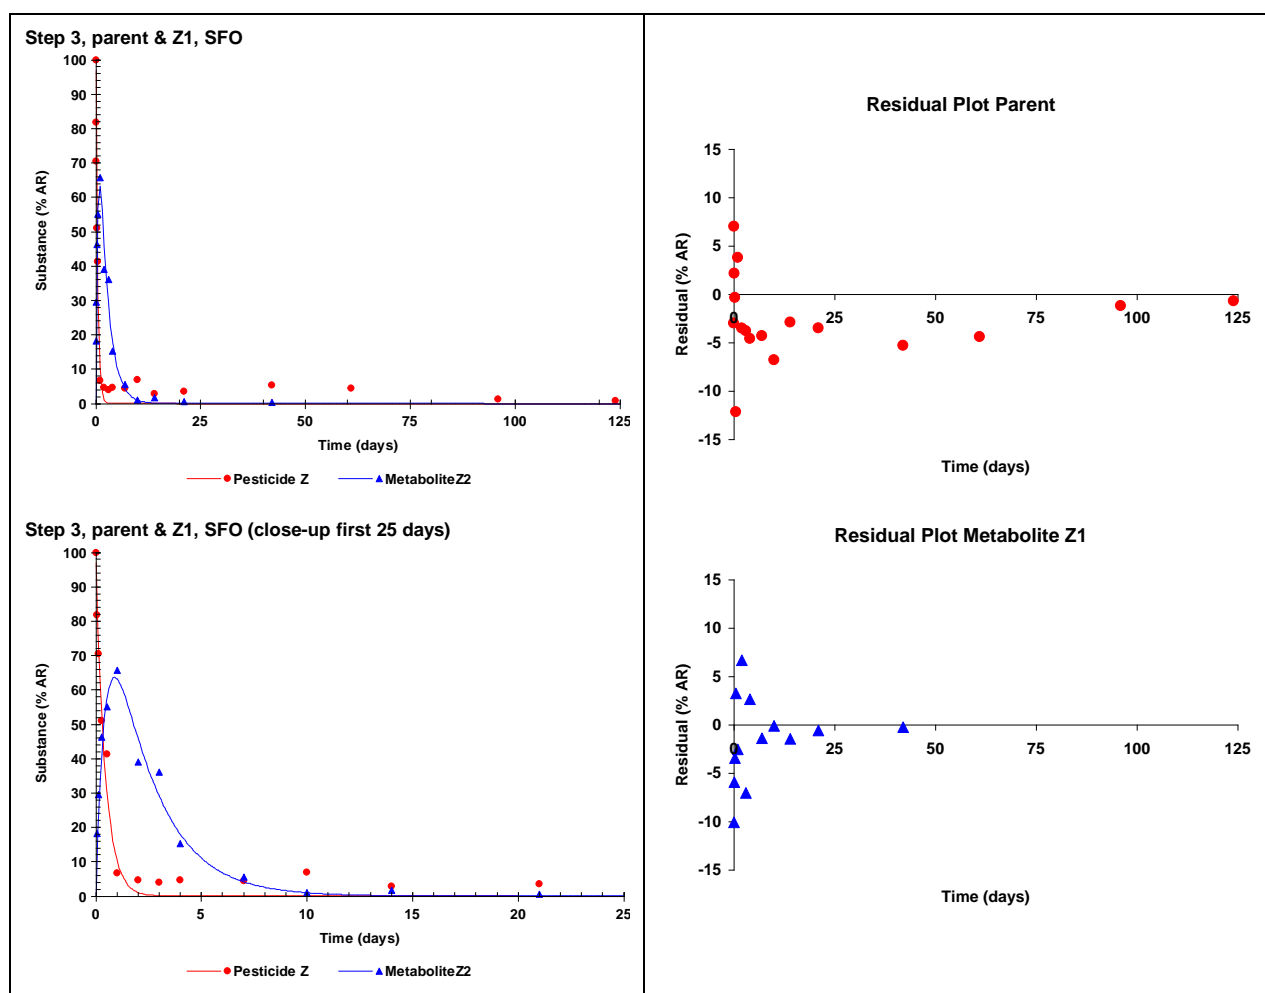 Step 3, parent & Z1, SFO
100
90
80
70
60
50
40
30
20
10
0
Substance (% AR)
0 25 50 75 100 125
Time (days)
Pesticide Z MetaboliteZ2
Residual Plot Parent
15
10
5
0
-5
-10
-15
Residual (% AR)
0 25 50 75 100 125
Time (days)
Step 3, parent & Z1, SFO (close-up first 25 days)
100
90
80
70
60
50
40
30
20
10
0
Substance (% AR)
0 5 10 15 20 25
Time (days)
Pesticide Z MetaboliteZ2
Residual Plot Metabolite Z1
15
10
5
0
-5
-10
-15
Residual (% AR)
0 25 50 75 100 125
Time (days)